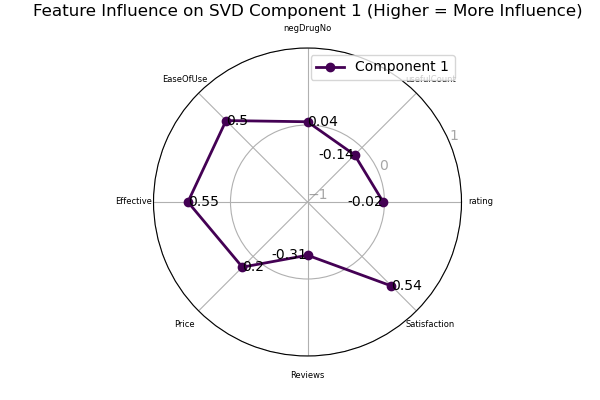 Feature Influence on SVD Component 1 (Higher = More Influence)
negDrugNo
Component 1
EaseOfUse
usefulCount
0.5
0.04
1
-0.14
0
−1
Effective
0.55
-0.02
rating
0.2
-0.31
0.54
Price
Satisfaction
Reviews